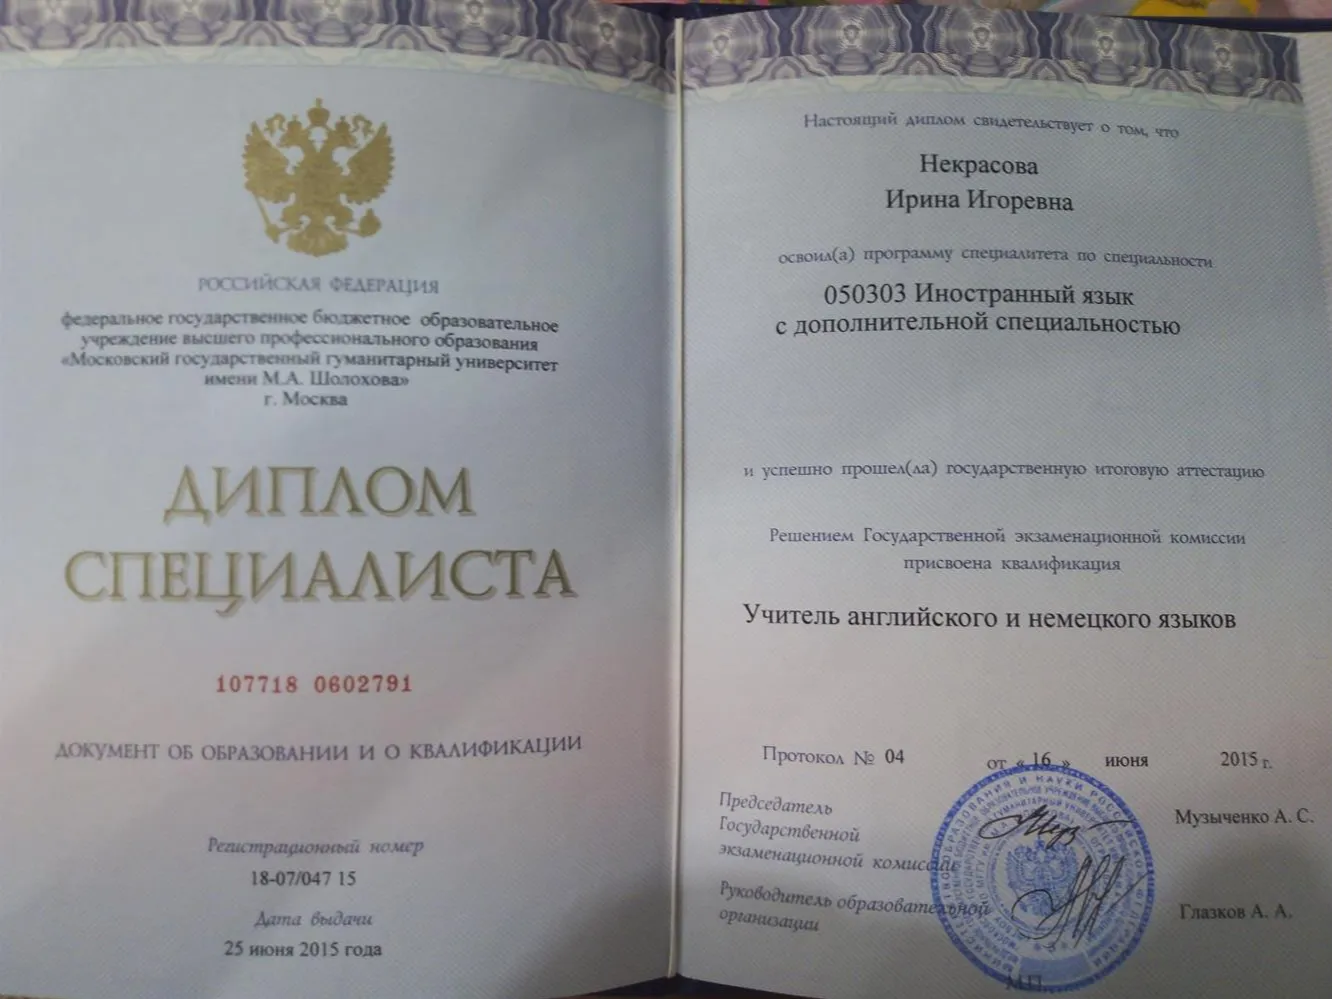 РОССИЙСКАЯ ФЕДЕРАЦИЯ
федеральное государственное бюджетное образовательное
учреждение высшего профессионального образования
«Московский государственный гуманитарный университет
имени М.А. Шолохова»
г. Москва
ДИПЛОМ
СПЕЦИАЛИСТА
107718 0602791
ДОКУМЕНТ ОБ ОБРАЗОВАНИИ И О КВАЛИФИКАЦИИ
Регистрационный номер
18-07/047 15
Дата выдачи
25 июня 2015 года
Настоящий диплом свидетельствует о том, что
Некрасова
Ирина Игоревна
освоил(а) программу специалитета по специальности
050303 Иностранный язык
с дополнительной специальностью
и успешно прошел(ла) государственную итоговую аттестацию
Решением Государственной экзаменационной комиссии
присвоена квалификация
Учитель английского и немецкого языков
Протокол № 04 от « 16 » июня 2015 г.
Председатель
Государственной
экзаменационной комиссии
Музыченко А. С.
Руководитель образовательной
организации
Глазков А. А.
М.П.